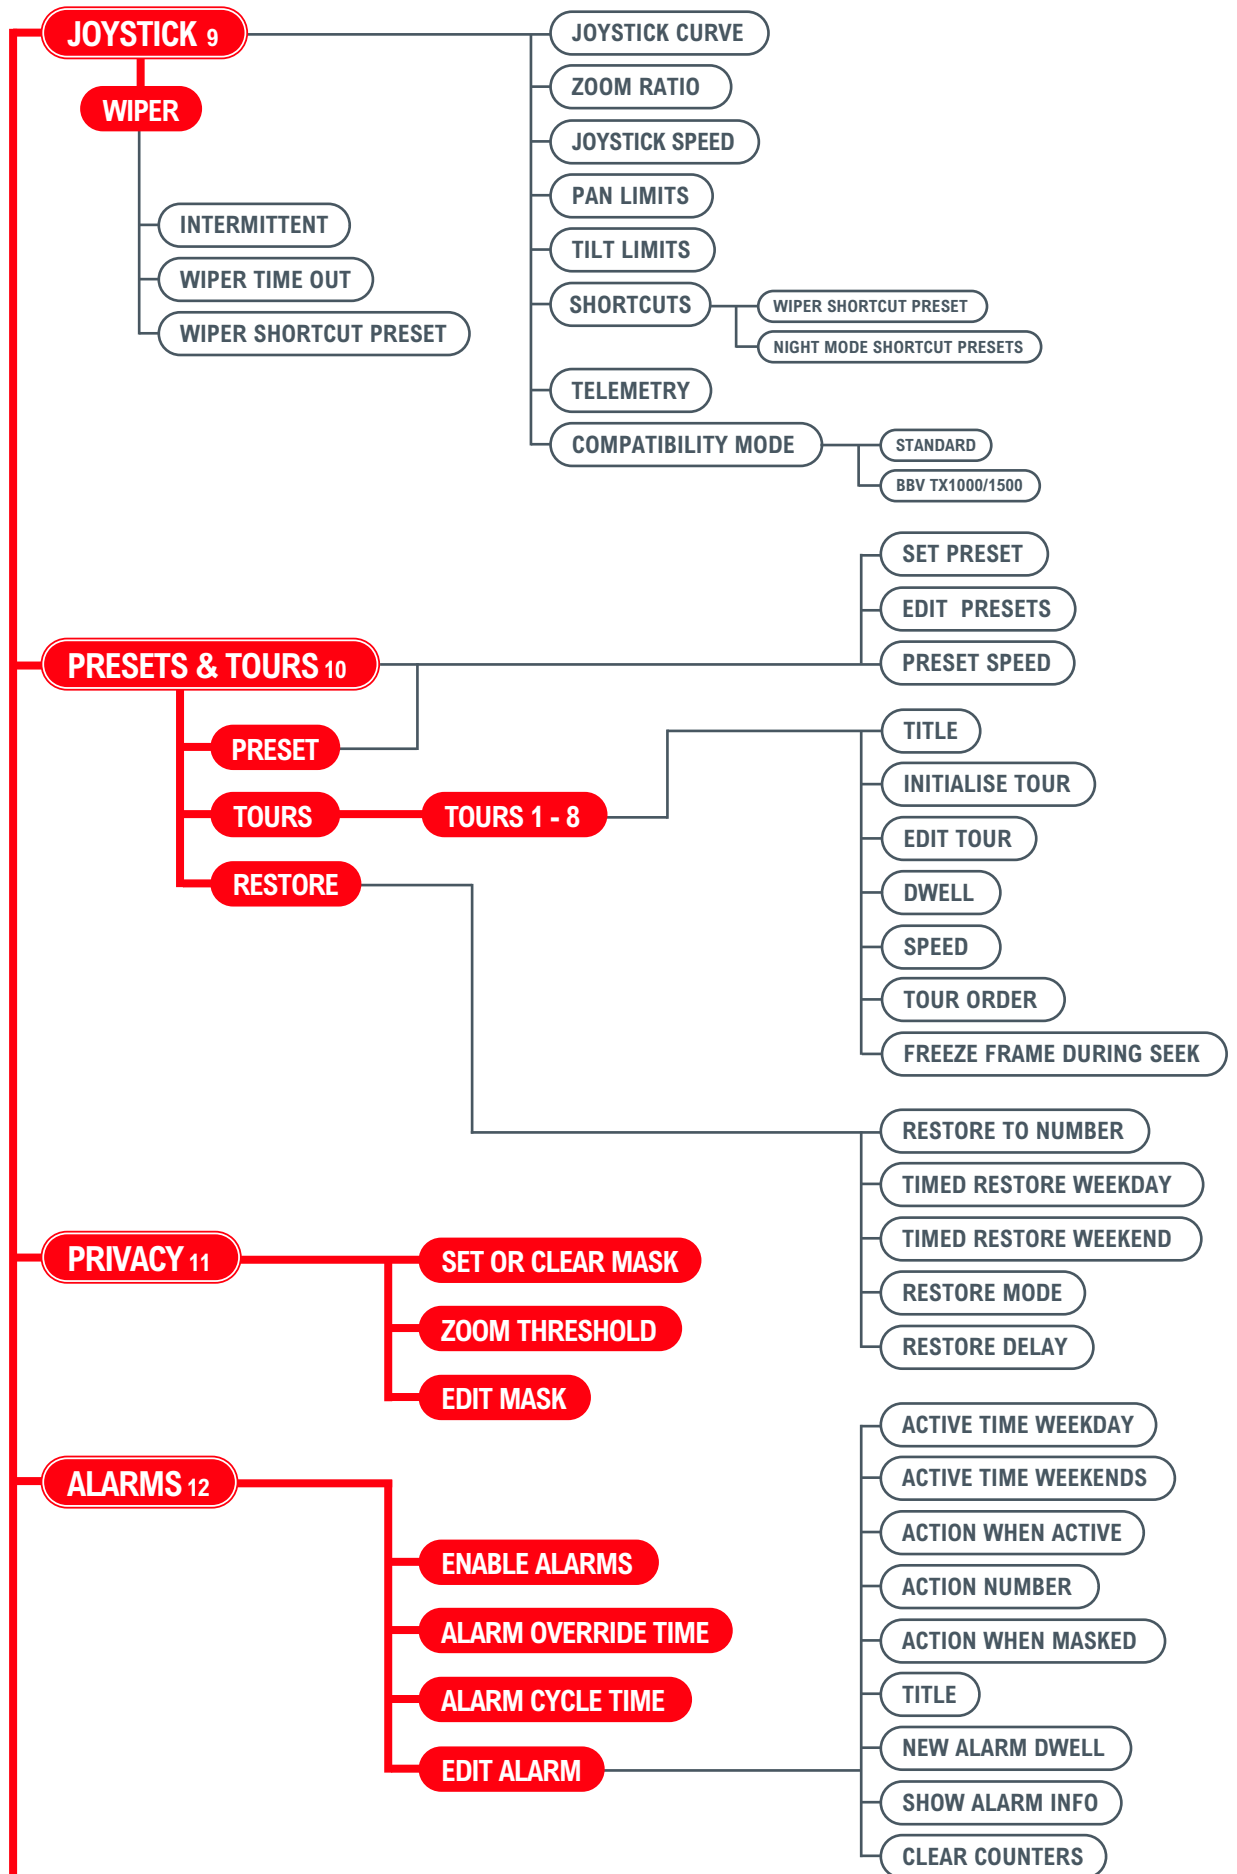 JOYSTICK 9
WIPER
INTERMITTENT
WIPER TIME OUT
WIPER SHORTCUT PRESET
JOYSTICK CURVE
ZOOM RATIO
JOYSTICK SPEED
PAN LIMITS
TILT LIMITS
SHORTCUTS
WIPER SHORTCUT PRESET
NIGHT MODE SHORTCUT PRESETS
TELEMETRY
COMPATIBILITY MODE
STANDARD
BBV TX1000/1500
PRESETS & TOURS 10
PRESET
SET PRESET
EDIT PRESETS
PRESET SPEED
TOURS
TOURS 1 - 8
TITLE
INITIALISE TOUR
EDIT TOUR
DWELL
SPEED
TOUR ORDER
FREEZE FRAME DURING SEEK
RESTORE
RESTORE TO NUMBER
TIMED RESTORE WEEKDAY
TIMED RESTORE WEEKEND
RESTORE MODE
RESTORE DELAY
PRIVACY 11
SET OR CLEAR MASK
ZOOM THRESHOLD
EDIT MASK
ALARMS 12
ENABLE ALARMS
ALARM OVERRIDE TIME
ALARM CYCLE TIME
EDIT ALARM
ACTIVE TIME WEEKDAY
ACTIVE TIME WEEKENDS
ACTION WHEN ACTIVE
ACTION NUMBER
ACTION WHEN MASKED
TITLE
NEW ALARM DWELL
SHOW ALARM INFO
CLEAR COUNTERS